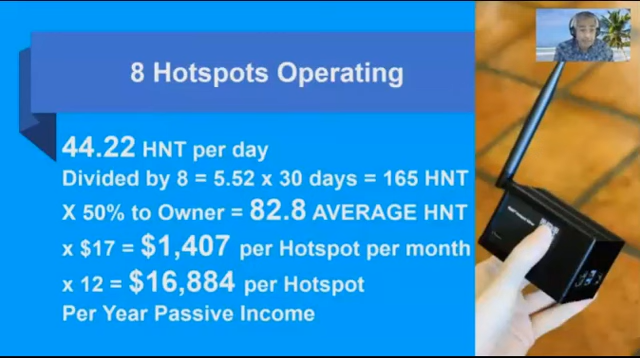 8 Hotspots Operating
44.22 HNT per day
Divided by 8 = 5.52 x 30 days = 165 HNT
X 50% to Owner = 82.8 AVERAGE HNT
x $17 = $1,407 per Hotspot per month
x 12 = $16,884 per Hotspot
Per Year Passive Income